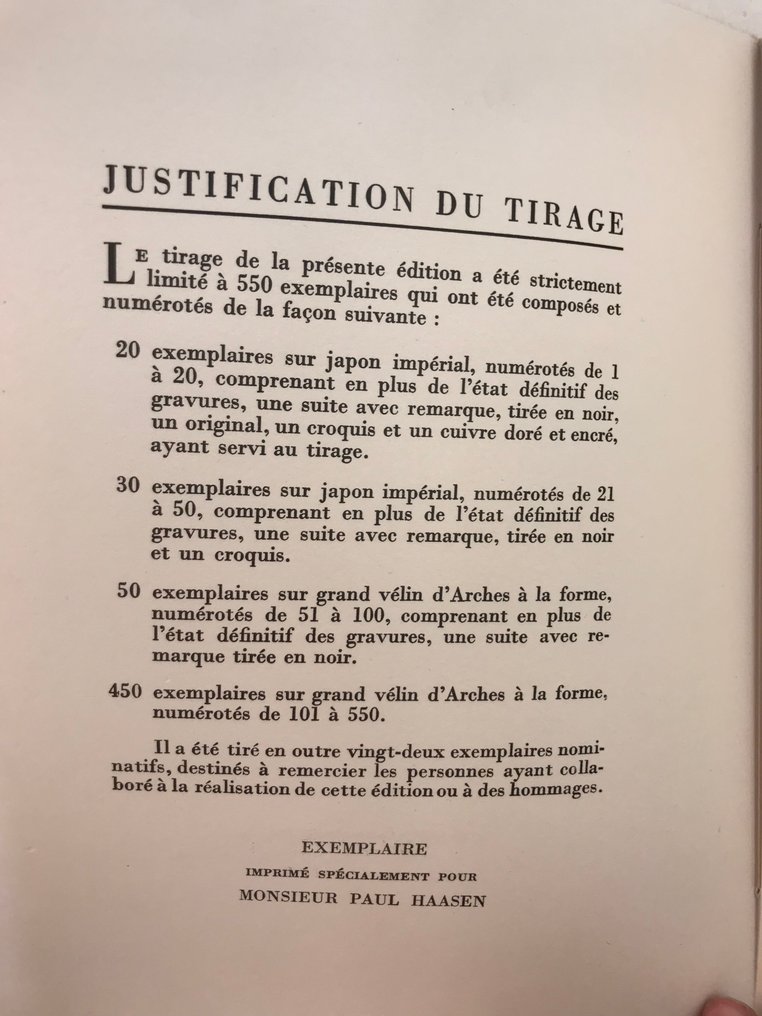 JUSTIFICATION DU TIRAGE
LE tirage de la présente édition a été strictement
limité à 550 exemplaires qui ont été composés et
numérotés de la façon suivante :
20 exemplaires sur japon impérial, numérotés de 1
à 20, comprenant en plus de l'état définitif des
gravures, une suite avec remarque, tirée en noir,
un original, un croquis et un cuivre doré et encré,
ayant servi au tirage.
30 exemplaires sur japon impérial, numérotés de 21
à 50, comprenant en plus de l'état définitif des
gravures, une suite avec remarque, tirée en noir
et un croquis.
50 exemplaires sur grand vélin d'Arches à la forme,
numérotés de 51 à 100, comprenant en plus de
l'état définitif des gravures, une suite avec re-
marque tirée en noir.
450 exemplaires sur grand vélin d'Arches à la forme,
numérotés de 101 à 550.
Il a été tiré en outre vingt-deux exemplaires nomi-
natifs, destinés à remercier les personnes ayant colla-
boré à la réalisation de cette édition ou à des hommages.
EXEMPLAIRE
IMPRIMÉ SPÉCIALEMENT POUR
MONSIEUR PAUL HAASEN